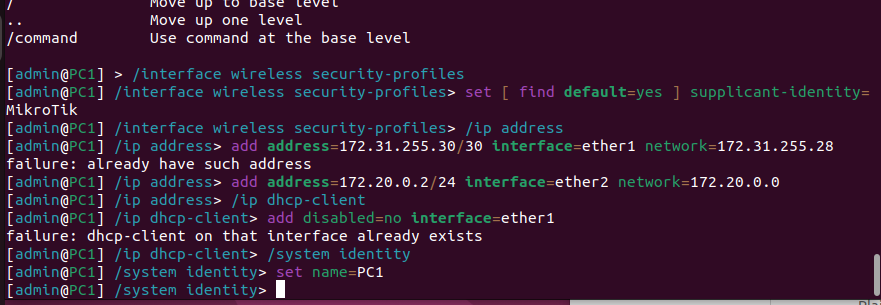 /                Move up to base level
..               Move up one level
/command         Use command at the base level
[admin@PC1] > /interface wireless security-profiles
[admin@PC1] /interface wireless security-profiles> set [ find default=yes ] supplicant-identity=
MikroTik
[admin@PC1] /interface wireless security-profiles> /ip address
[admin@PC1] /ip address> add address=172.31.255.30/30 interface=ether1 network=172.31.255.28
failure: already have such address
[admin@PC1] /ip address> add address=172.20.0.2/24 interface=ether2 network=172.20.0.0
[admin@PC1] /ip address> /ip dhcp-client
[admin@PC1] /ip dhcp-client> add disabled=no interface=ether1
failure: dhcp-client on that interface already exists
[admin@PC1] /ip dhcp-client> /system identity
[admin@PC1] /system identity> set name=PC1
[admin@PC1] /system identity>